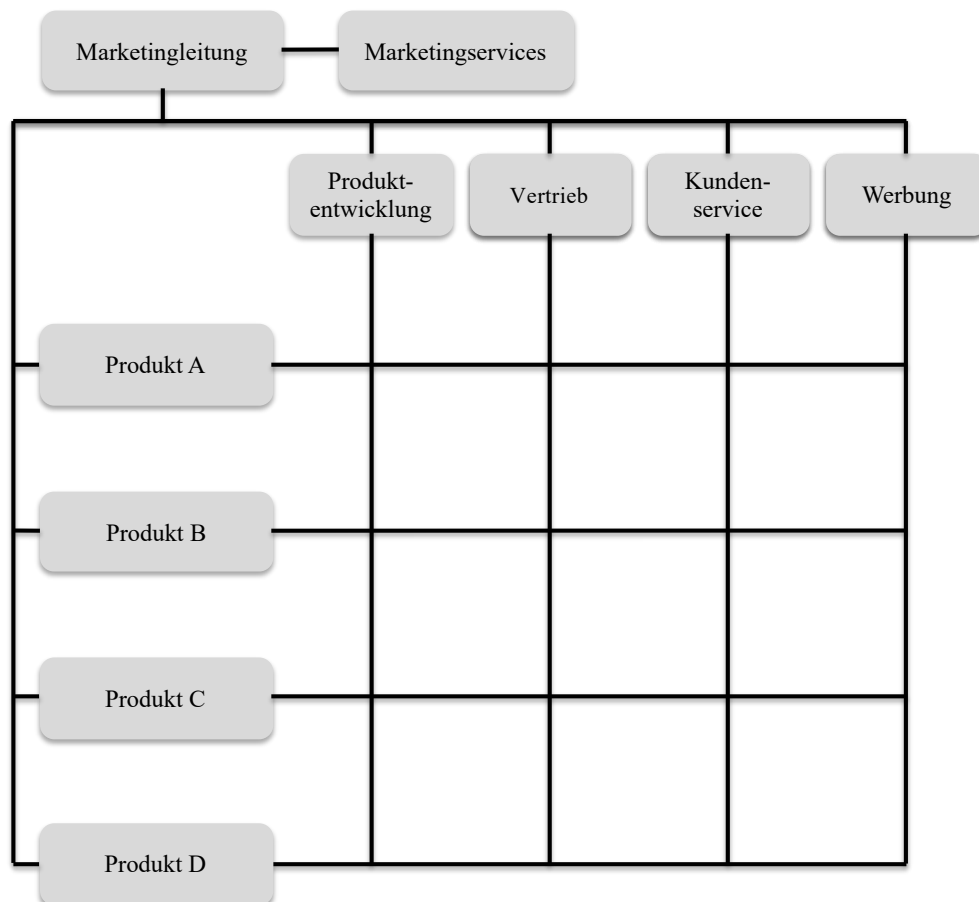 Marketingleitung
Marketingservices
Produkt-
entwicklung
Vertrieb
Kunden-
service
Werbung
Produkt A
Produkt B
Produkt C
Produkt D